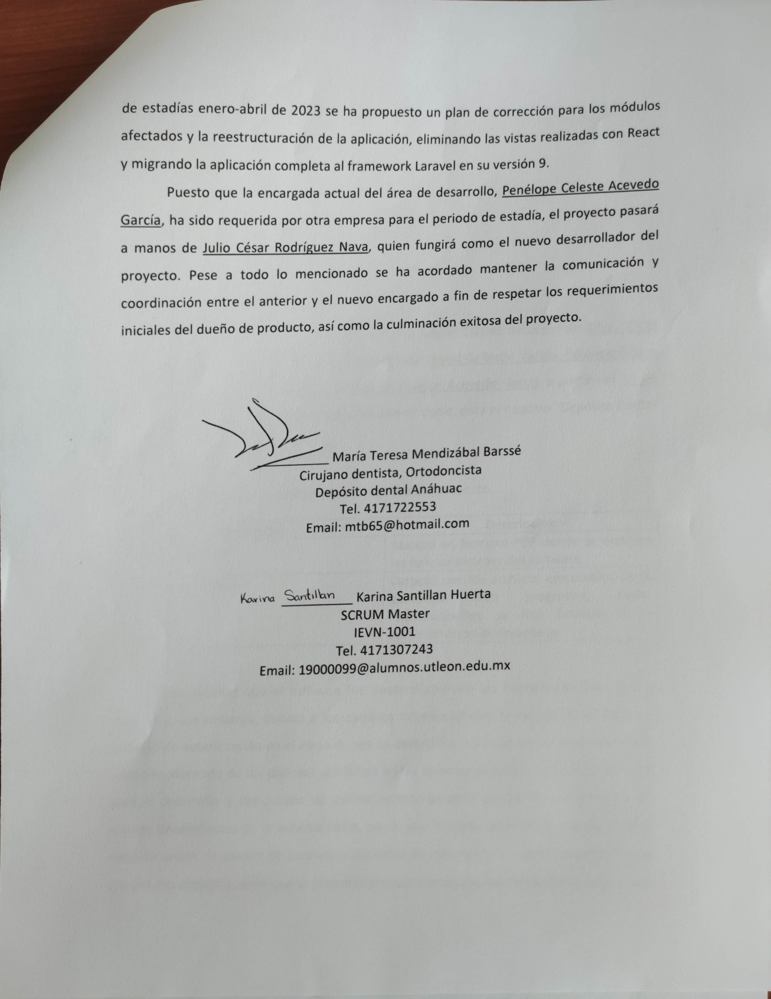 de estadías enero-abril de 2023 se ha propuesto un plan de corrección para los módulos
afectados y la reestructuración de la aplicación, eliminando las vistas realizadas con React
y migrando la aplicación completa al framework Laravel en su versión 9.
Puesto que la encargada actual del área de desarrollo, Penélope Celeste Acevedo
García, ha sido requerida por otra empresa para el periodo de estadía, el proyecto pasará
a manos de Julio César Rodríguez Nava, quien fungirá como el nuevo desarrollador del
proyecto. Pese a todo lo mencionado se ha acordado mantener la comunicación y
coordinación entre el anterior y el nuevo encargado a fin de respetar los requerimientos
iniciales del dueño de producto, así como la culminación exitosa del proyecto.
María Teresa Mendizábal Barssé
Cirujano dentista, Ortodoncista
Depósito dental Anáhuac
Tel. 4171722553
Email: mtb65@hotmail.com
Karina Santillan Karina Santillan Huerta
SCRUM Master
IEVN-1001
Tel. 4171307243
Email: 19000099@alumnos.utleon.edu.mx